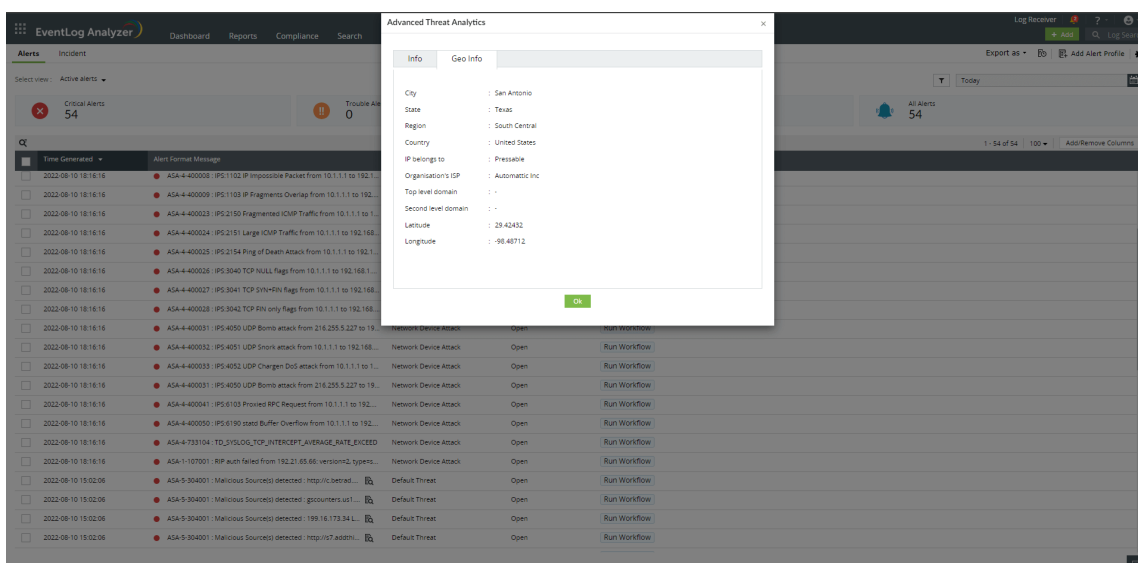 EventLog Analyzer
Dashboard Reports Compliance Search
Log Receiver ?
+ Add Log Sear
Advanced Threat Analytics ×
Alerts Incident
Export as Add Alert Profile
Info Geo Info
Select view : Active alerts
Today
City : San Antonio
State : Texas
Region : South Central
Country : United States
IP belongs to : Pressable
Organisation's ISP : Automattic Inc
Top level domain : -
Second level domain : -
Latitude : 29.42432
Longitude : -98.48712
Ok
Critical Alerts
54
Trouble Ale
0
All Alerts
54
1 - 54 of 54 100 Add/Remove Columns
Time Generated Alert Format Message
2022-08-10 18:16:16 ASA-4-400008 : IPS:1102 IP Impossible Packet from 10.1.1.1 to 192.1...
2022-08-10 18:16:16 ASA-4-400009 : IPS:1103 IP Fragments Overlap from 10.1.1.1 to 192....
2022-08-10 18:16:16 ASA-4-400023 : IPS:2150 Fragmented ICMP Traffic from 10.1.1.1 to 1...
2022-08-10 18:16:16 ASA-4-400024 : IPS:2151 Large ICMP Traffic from 10.1.1.1 to 192.168...
2022-08-10 18:16:16 ASA-4-400025 : IPS:2154 Ping of Death Attack from 10.1.1.1 to 192.1...
2022-08-10 18:16:16 ASA-4-400026 : IPS:3040 TCP NULL flags from 10.1.1.1 to 192.168.1....
2022-08-10 18:16:16 ASA-4-400027 : IPS:3041 TCP SYN+FIN flags from 10.1.1.1 to 192.168...
2022-08-10 18:16:16 ASA-4-400028 : IPS:3042 TCP FIN only flags from 10.1.1.1 to 192.168...
2022-08-10 18:16:16 ASA-4-400031 : IPS:4050 UDP Bomb attack from 216.255.5.227 to 19... Network Device Attack Open Run Workflow
2022-08-10 18:16:16 ASA-4-400032 : IPS:4051 UDP Snork attack from 10.1.1.1 to 192.168.... Network Device Attack Open Run Workflow
2022-08-10 18:16:16 ASA-4-400033 : IPS:4052 UDP Chargen DoS attack from 10.1.1.1 to 1... Network Device Attack Open Run Workflow
2022-08-10 18:16:16 ASA-4-400031 : IPS:4050 UDP Bomb attack from 216.255.5.227 to 19... Network Device Attack Open Run Workflow
2022-08-10 18:16:16 ASA-4-400041 : IPS:6103 Proxied RPC Request from 10.1.1.1 to 192.... Network Device Attack Open Run Workflow
2022-08-10 18:16:16 ASA-4-400050 : IPS:6190 statd Buffer Overflow from 10.1.1.1 to 192.... Network Device Attack Open Run Workflow
2022-08-10 18:16:16 ASA-4-733104 : TD_SYSLOG_TCP_INTERCEPT_AVERAGE_RATE_EXCEED Network Device Attack Open Run Workflow
2022-08-10 18:16:16 ASA-1-107001 : RIP auth failed from 192.21.65.66: version=2, type=s... Network Device Attack Open Run Workflow
2022-08-10 15:02:06 ASA-5-304001 : Malicious Source(s) detected : http://c.betrad.... Default Threat Open Run Workflow
2022-08-10 15:02:06 ASA-5-304001 : Malicious Source(s) detected : gscounters.us1.... Default Threat Open Run Workflow
2022-08-10 15:02:06 ASA-5-304001 : Malicious Source(s) detected : 199.16.173.34 L... Default Threat Open Run Workflow
2022-08-10 15:02:06 ASA-5-304001 : Malicious Source(s) detected : http://s7.addthi... Default Threat Open Run Workflow